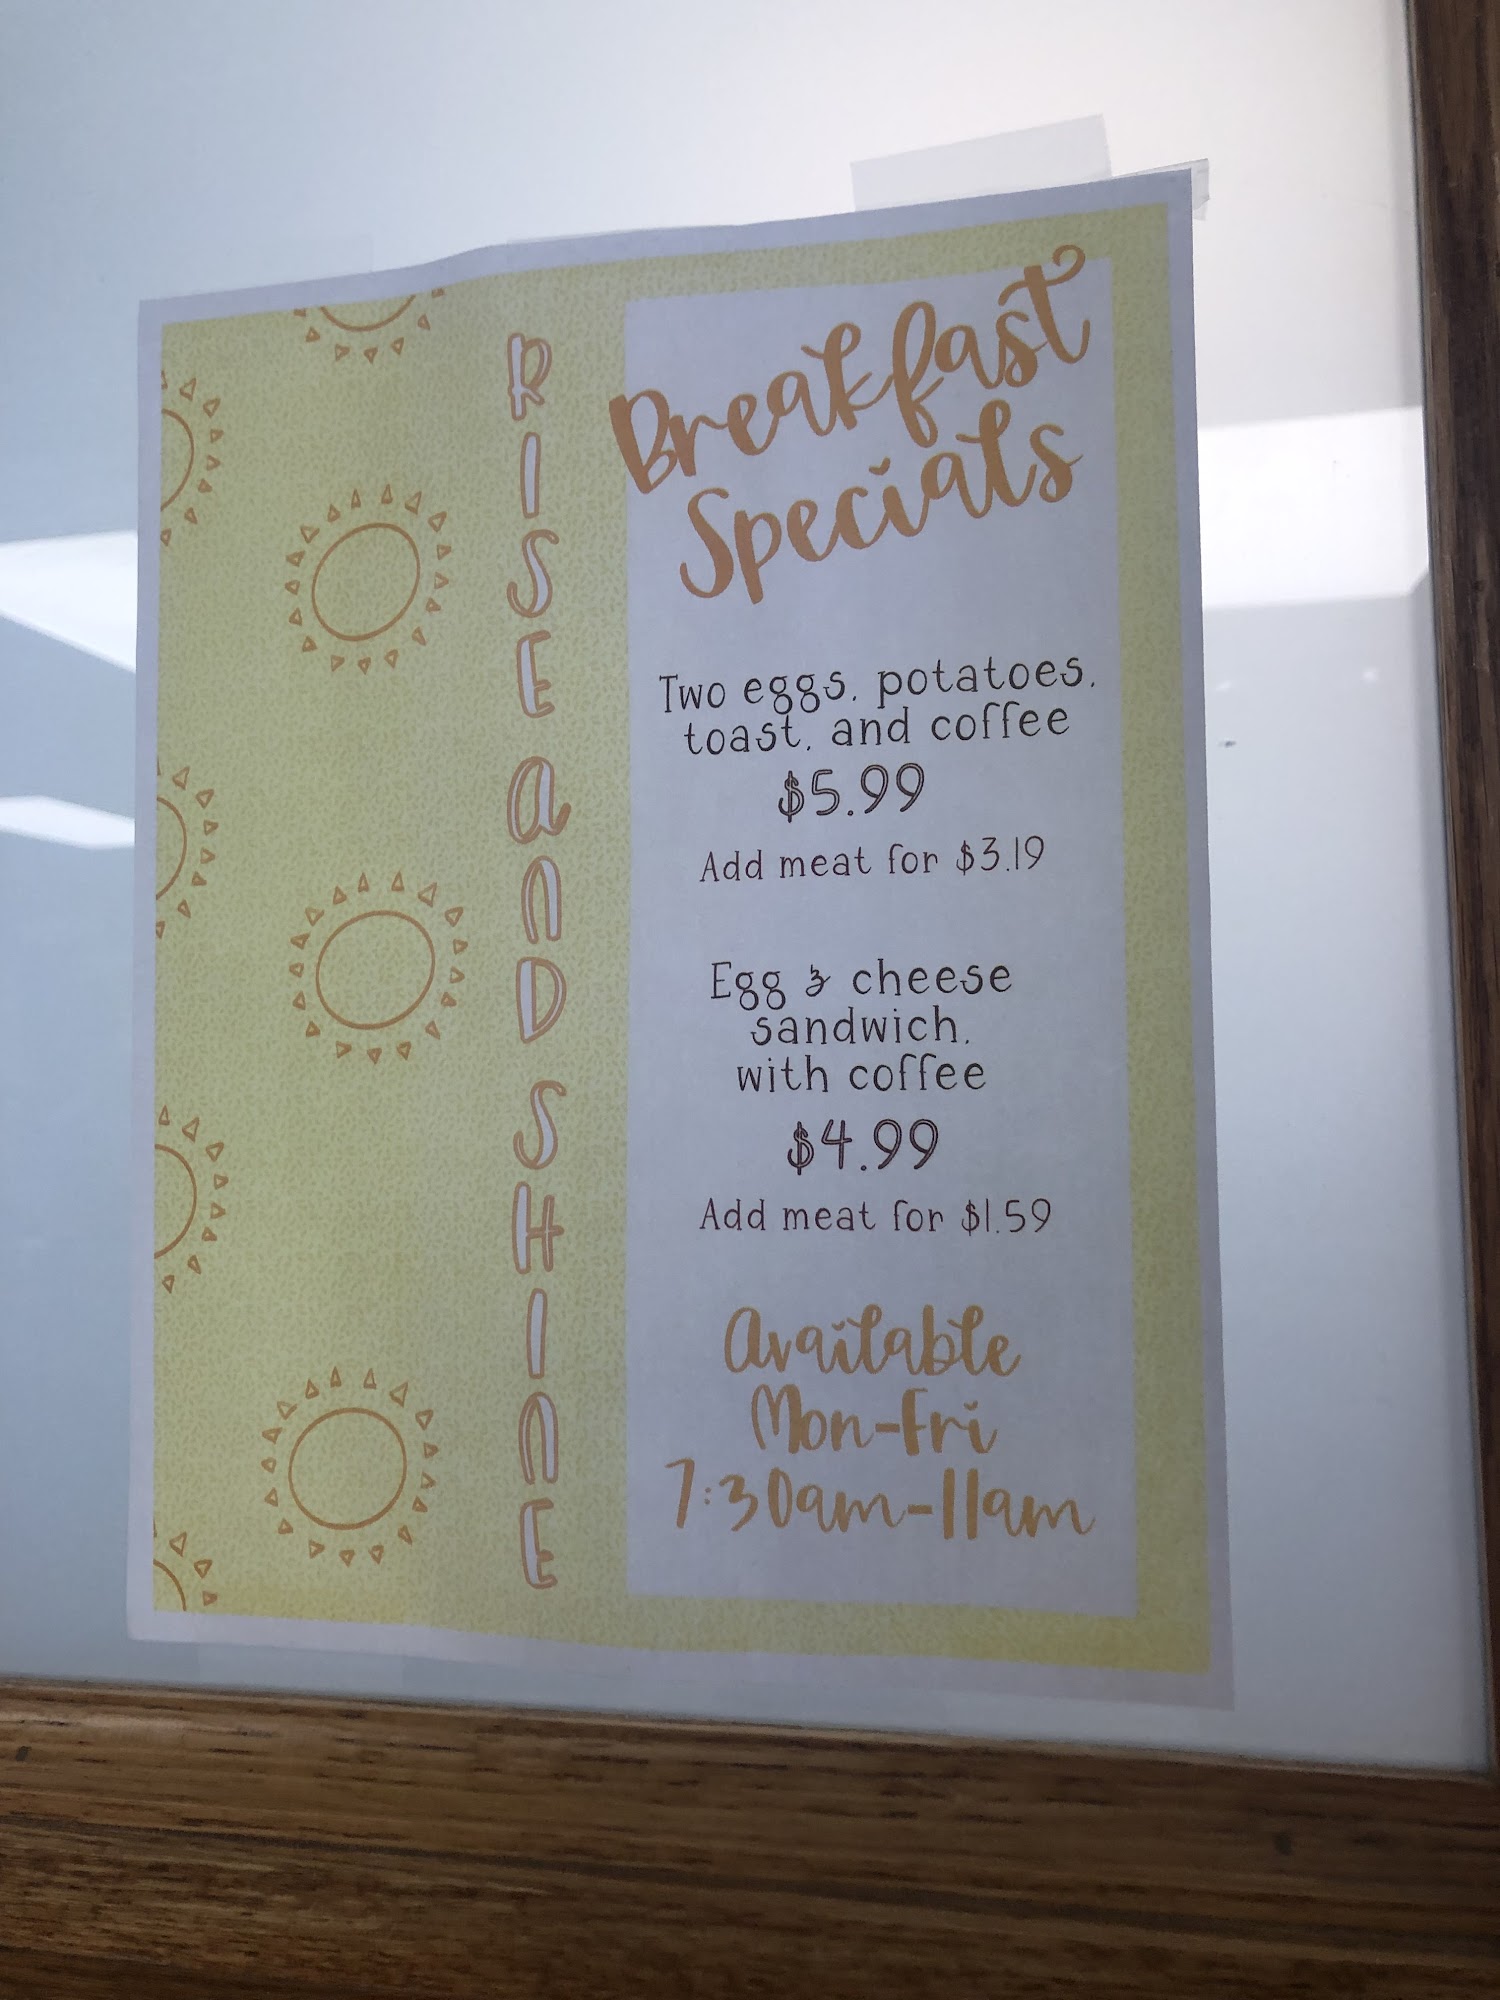 RISE AND SHINE
Breakfast
Specials
Two eggs, potatoes,
toast, and coffee
$5.99
Add meat for $3.19
Egg & cheese
sandwich,
with coffee
$4.99
Add meat for $1.59
Available
Mon-Fri
7:30am-11am